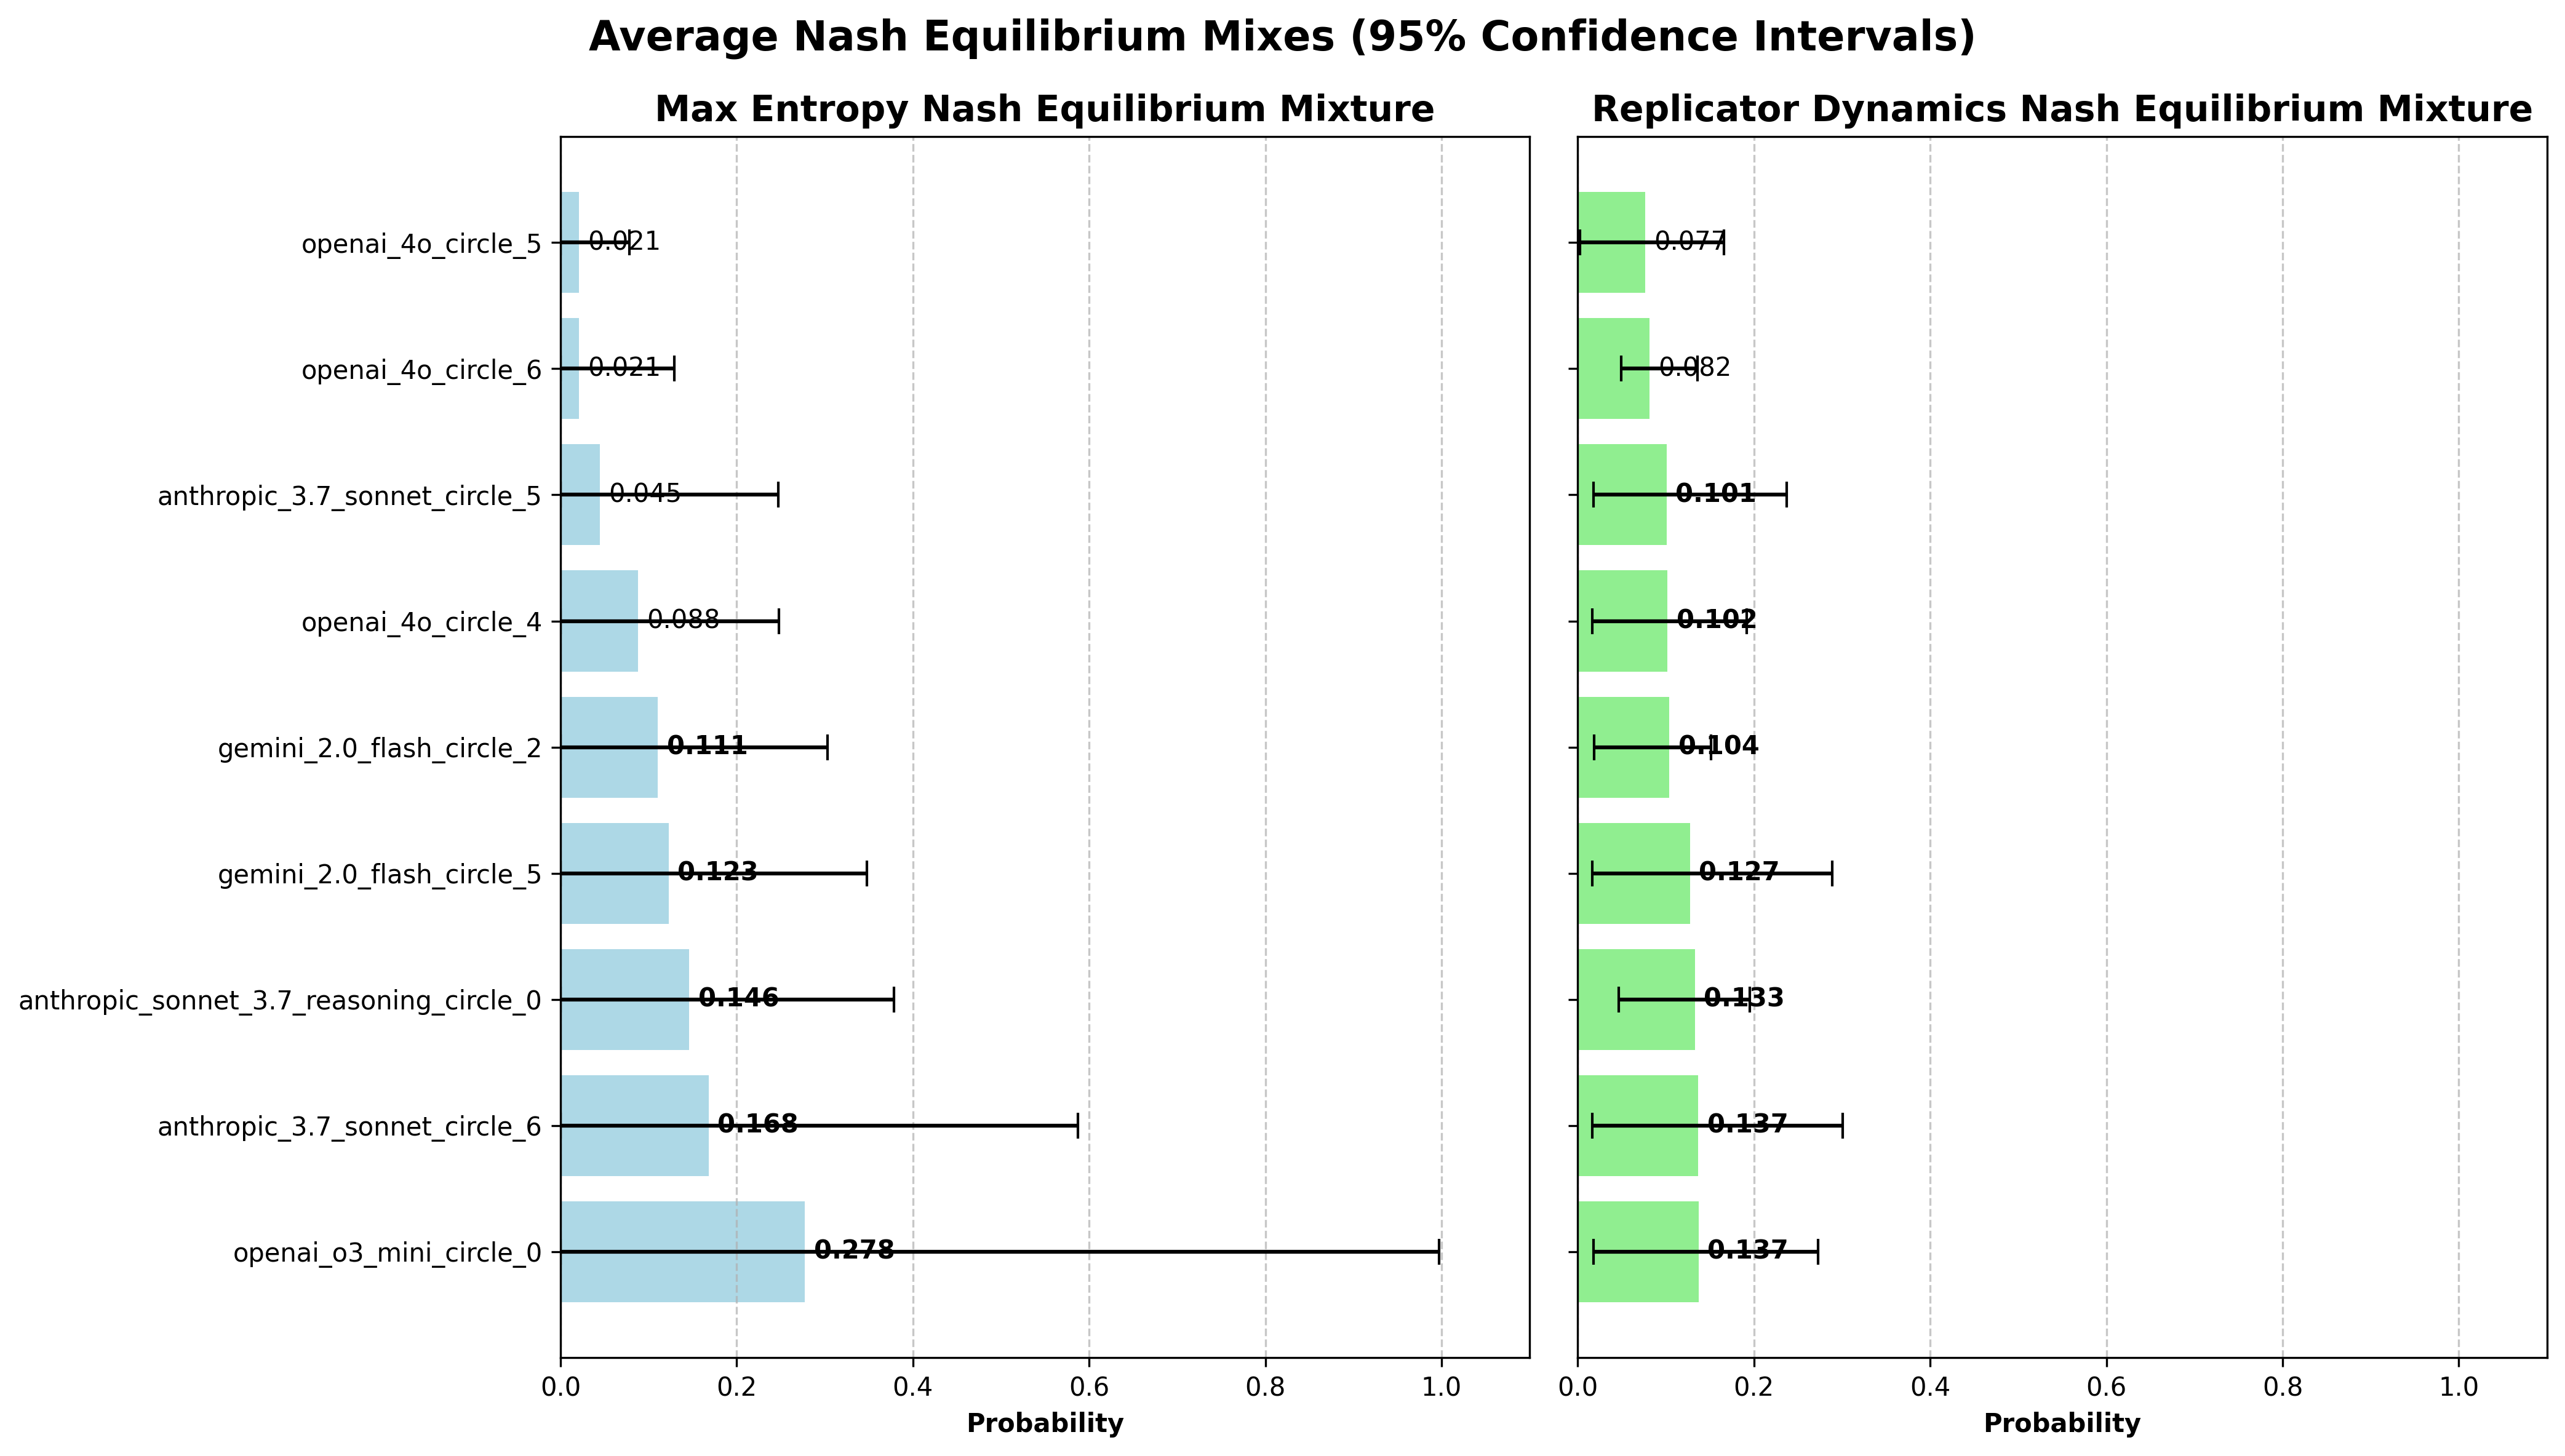 Average Nash Equilibrium Mixes (95% Confidence Intervals)
Max Entropy Nash Equilibrium Mixture
openai_4o_circle_5
0.021
openai_4o_circle_6
0.021
anthropic_3.7_sonnet_circle_5
0.045
openai_4o_circle_4
0.088
gemini_2.0_flash_circle_2
0.111
gemini_2.0_flash_circle_5
0.123
anthropic_sonnet_3.7_reasoning_circle_0
0.146
anthropic_3.7_sonnet_circle_6
0.168
openai_o3_mini_circle_0
0.278
0.0 0.2 0.4 0.6 0.8 1.0
Probability
Replicator Dynamics Nash Equilibrium Mixture
0.077
0.082
0.101
0.102
0.104
0.127
0.133
0.137
0.137
0.0 0.2 0.4 0.6 0.8 1.0
Probability